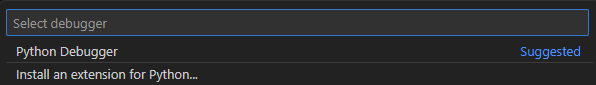 Select debugger
Python Debugger Suggested
Install an extension for Python...